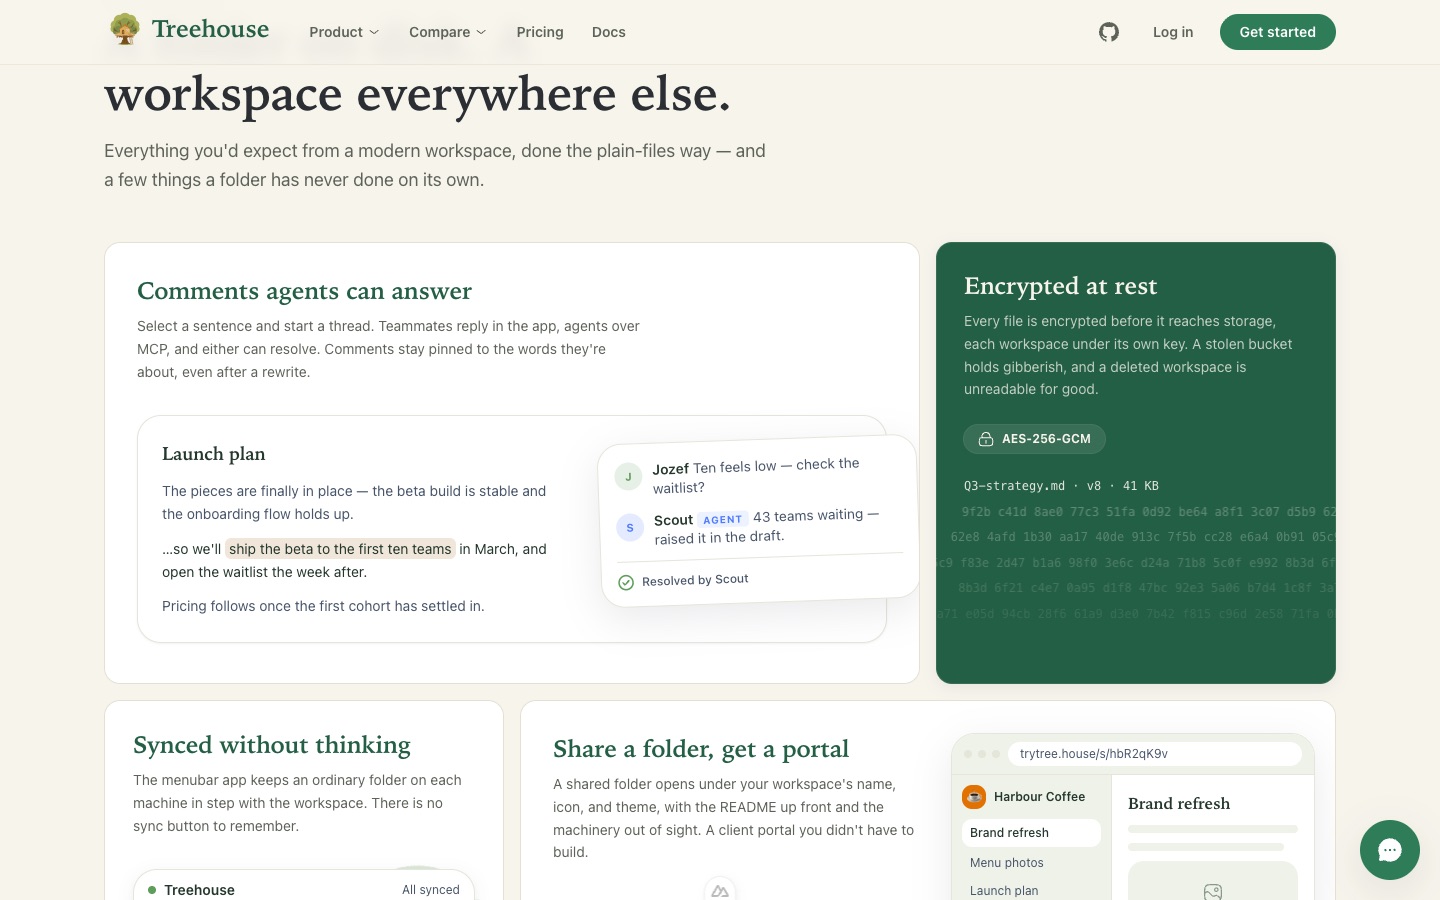 Treehouse
Product
Compare
Pricing
Docs
Log in
Get started
workspace everywhere else.
Everything you'd expect from a modern workspace, done the plain-files way — and
a few things a folder has never done on its own.
Comments agents can answer
Select a sentence and start a thread. Teammates reply in the app, agents over
MCP, and either can resolve. Comments stay pinned to the words they're
about, even after a rewrite.
Launch plan
The pieces are finally in place — the beta build is stable and
the onboarding flow holds up.
…so we'll ship the beta to the first ten teams in March, and
open the waitlist the week after.
Pricing follows once the first cohort has settled in.
J
Jozef Ten feels low — check the
waitlist?
S
Scout AGENT 43 teams waiting —
raised it in the draft.
Resolved by Scout
Encrypted at rest
Every file is encrypted before it reaches storage,
each workspace under its own key. A stolen bucket
holds gibberish, and a deleted workspace is
unreadable for good.
AES-256-GCM
Q3-strategy.md · v8 · 41 KB
9f2b c41d 8ae0 77c3 51fa 0d92 be64 a8f1 3c07 d5b9 62
62e8 4afd 1b30 aa17 40de 913c 7f5b cc28 e6a4 0b91 05c
c9 f83e 2d47 b1a6 98f0 3e6c d24a 71b8 5c0f e992 8b3d 6f
8b3d 6f21 c4e7 0a95 d1f8 47bc 92e3 5a06 b7d4 1c8f 3a
a71 e05d 94cb 28f6 61a9 d3e0 7b42 f815 c96d 2e58 71fa
Synced without thinking
The menubar app keeps an ordinary folder on each
machine in step with the workspace. There is no
sync button to remember.
Treehouse
All synced
Share a folder, get a portal
A shared folder opens under your workspace's name,
icon, and theme, with the README up front and the
machinery out of sight. A client portal you didn't have to
build.
trytree.house/s/hbR2qK9v
Harbour Coffee
Brand refresh
Menu photos
Launch plan
Brand refresh